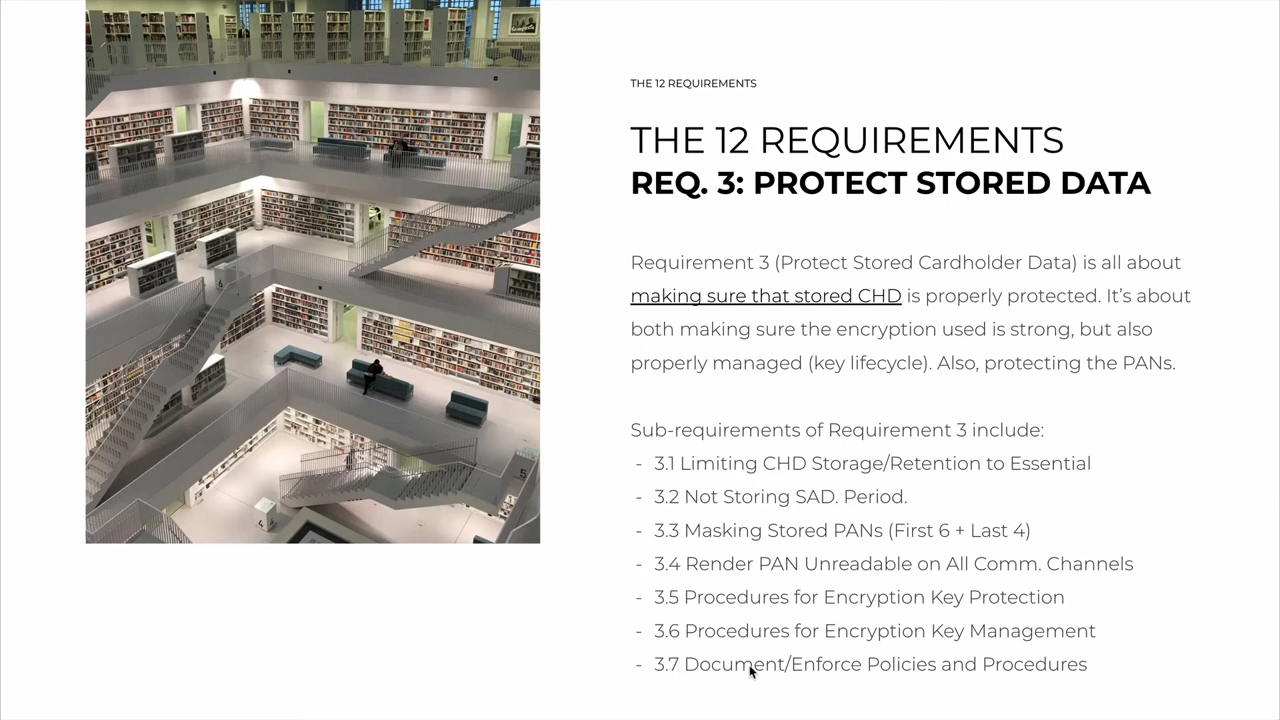 THE 12 REQUIREMENTS
THE 12 REQUIREMENTS
REQ. 3: PROTECT STORED DATA
Requirement 3 (Protect Stored Cardholder Data) is all about
making sure that stored CHD is properly protected. It's about
both making sure the encryption used is strong, but also
properly managed (key lifecycle). Also, protecting the PANs.
Sub-requirements of Requirement 3 include:
- 3.1 Limiting CHD Storage/Retention to Essential
- 3.2 Not Storing SAD. Period.
- 3.3 Masking Stored PANs (First 6 + Last 4)
- 3.4 Render PAN Unreadable on All Comm. Channels
- 3.5 Procedures for Encryption Key Protection
- 3.6 Procedures for Encryption Key Management
- 3.7 Document/Enforce Policies and Procedures
6
5
4